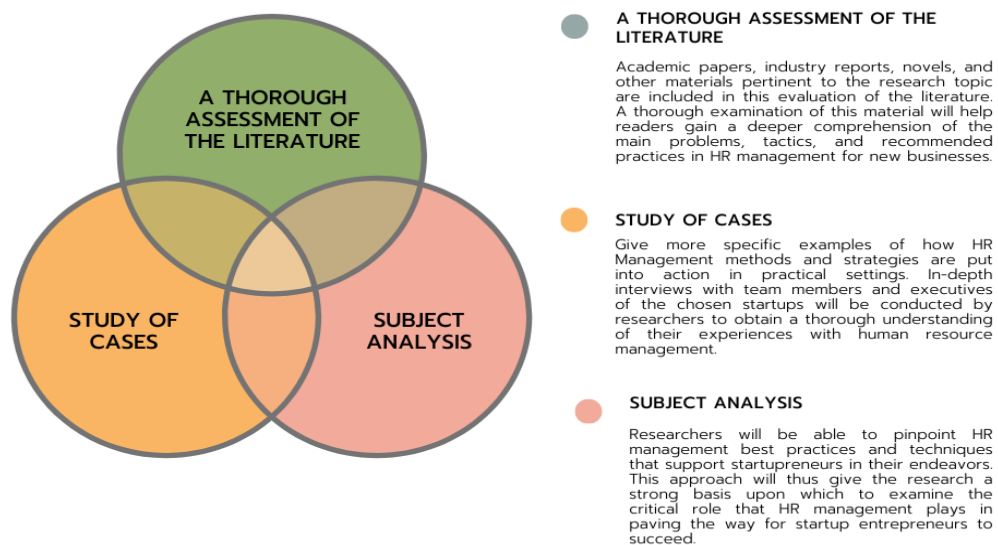 A THOROUGH
ASSESSMENT OF
THE LITERATURE
STUDY OF
CASES
SUBJECT
ANALYSIS
A THOROUGH ASSESSMENT OF THE
LITERATURE
Academic papers, industry reports, novels, and
other materials pertinent to the research topic
are included in this evaluation of the literature.
A thorough examination of this material will help
readers gain a deeper comprehension of the
main problems, tactics, and recommended
practices in HR management for new businesses.
STUDY OF CASES
Give more specific examples of how HR
Management methods and strategies are put
into action in practical settings. In-depth
interviews with team members and executives
of the chosen startups will be conducted by
researchers to obtain a thorough understanding
of their experiences with human resource
management.
SUBJECT ANALYSIS
Researchers will be able to pinpoint HR
management best practices and techniques
that support startupreneurs in their endeavors.
This approach will thus give the research a
strong basis upon which to examine the
critical role that HR management plays in
paving the way for startup entrepreneurs to
succeed.